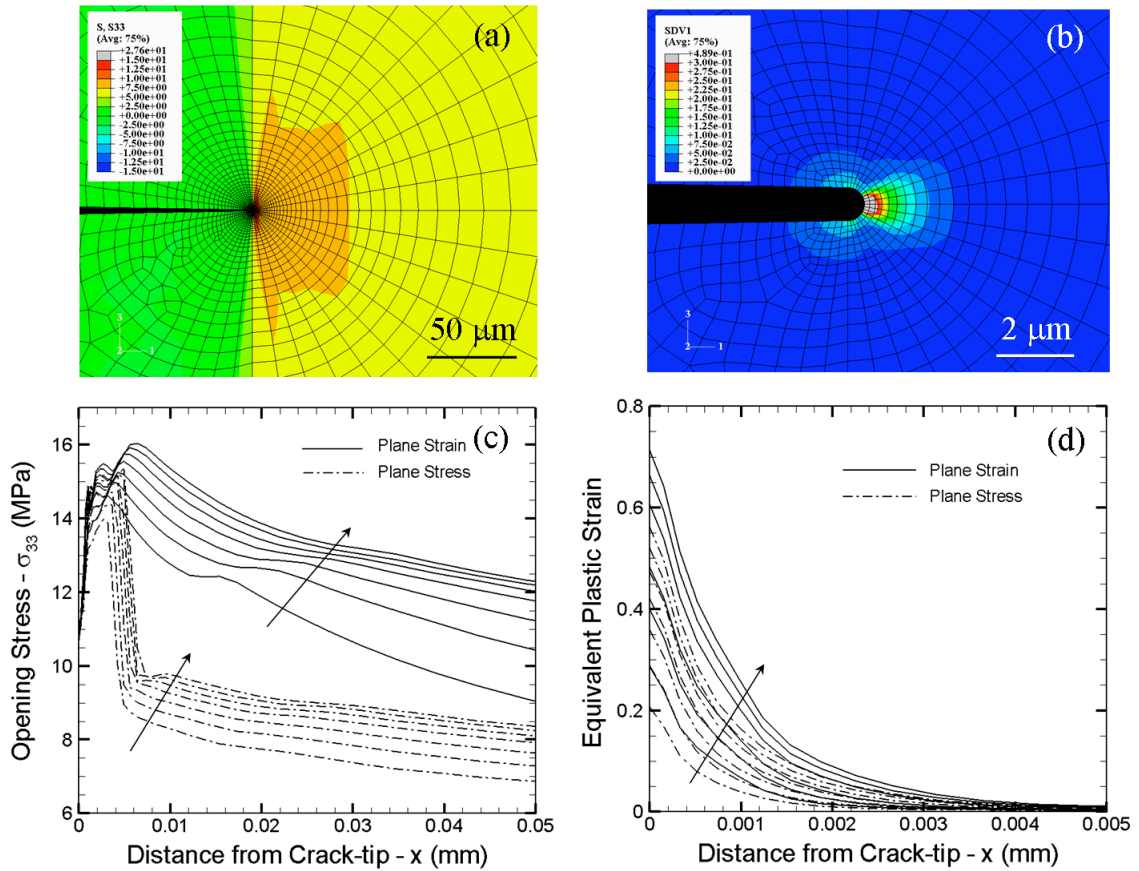 S, S33
(Avg: 75%)
+2.76e+01
+1.50e+01
+1.25e+01
+1.00e+01
+7.50e+00
+5.00e+00
+2.50e+00
+0.00e+00
-2.50e+00
-5.00e+00
-7.50e+00
-1.00e+01
-1.25e+01
-1.50e+01
(a)
3
2
1
50 μm
SDV1
(Avg: 75%)
+4.89e-01
+3.00e-01
+2.75e-01
+2.50e-01
+2.25e-01
+2.00e-01
+1.75e-01
+1.50e-01
+1.25e-01
+1.00e-01
+7.50e-02
+5.00e-02
+2.50e-02
+0.00e+00
(b)
3
2
1
2 μm
(c)
Plane Strain
Plane Stress
16
14
12
10
8
6
Opening Stress - σ33 (MPa)
0
0.01
0.02
0.03
0.04
0.05
Distance from Crack-tip - x (mm)
(d)
Plane Strain
Plane Stress
0.8
0.6
0.4
0.2
0
Equivalent Plastic Strain
0
0.001
0.002
0.003
0.004
0.005
Distance from Crack-tip - x (mm)